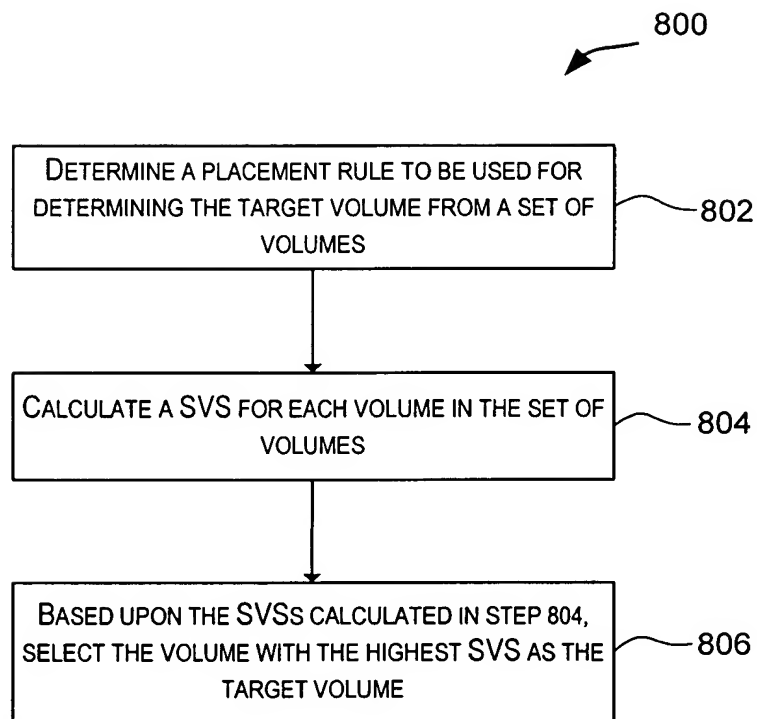 800
DETERMINE A PLACEMENT RULE TO BE USED FOR
DETERMINING THE TARGET VOLUME FROM A SET OF
VOLUMES
802
CALCULATE A SVS FOR EACH VOLUME IN THE SET OF
VOLUMES
804
BASED UPON THE SVSS CALCULATED IN STEP 804,
SELECT THE VOLUME WITH THE HIGHEST SVS AS THE
TARGET VOLUME
806